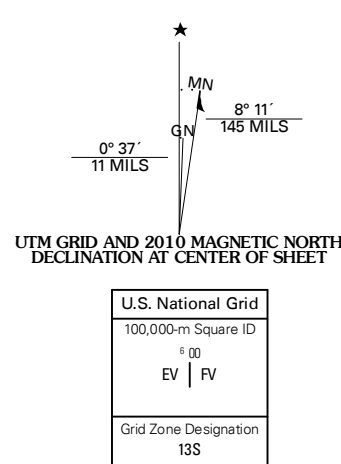 MN
8° 11´
145 MILS
GN
0° 37´
11 MILS
UTM GRID AND 2010 MAGNETIC NORTH
DECLINATION AT CENTER OF SHEET
U.S. National Grid
100,000-m Square ID
6 00
EV FV
Grid Zone Designation
13S